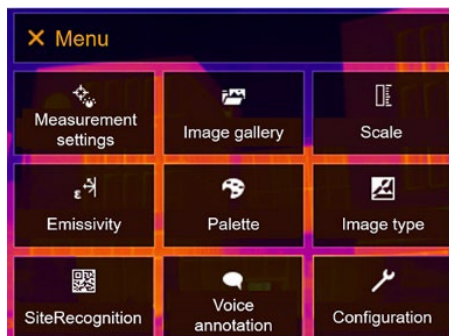 Menu
Measurement
settings
Image gallery
Scale
ε
Emissivity
Palette
Image type
SiteRecognition
Voice
annotation
Configuration